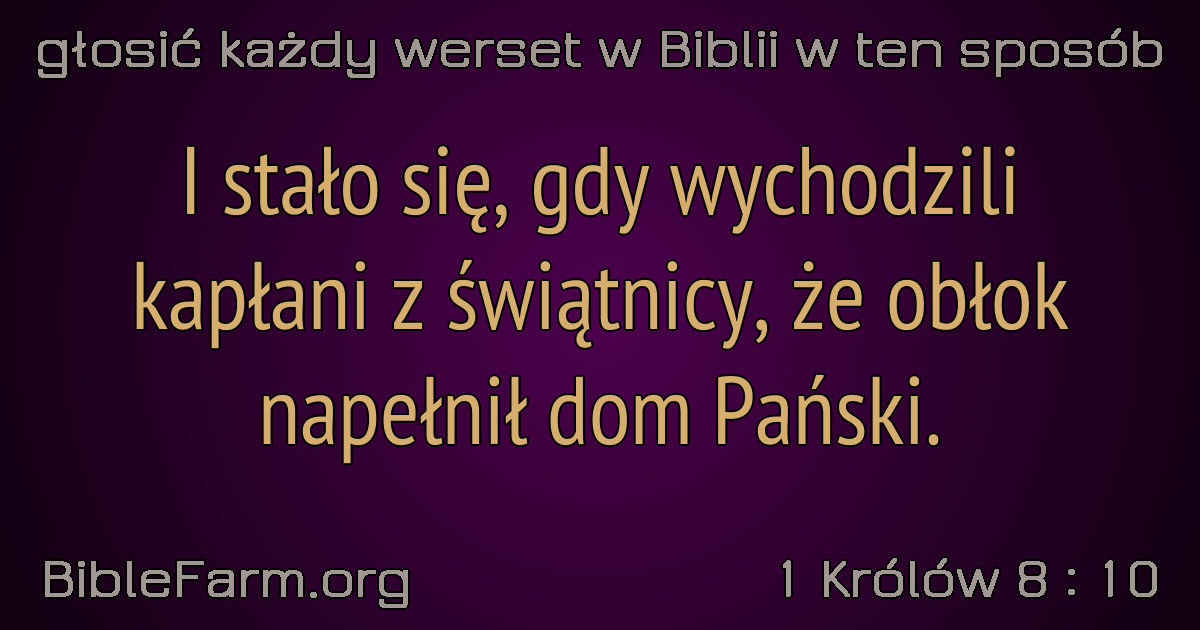 głosić każdy werset w Biblii w ten sposób
I stało się, gdy wychodzili
kapłani z świątnicy, że obłok
napełnił dom Pański.
BibleFarm.org
1 Królów 8 : 10